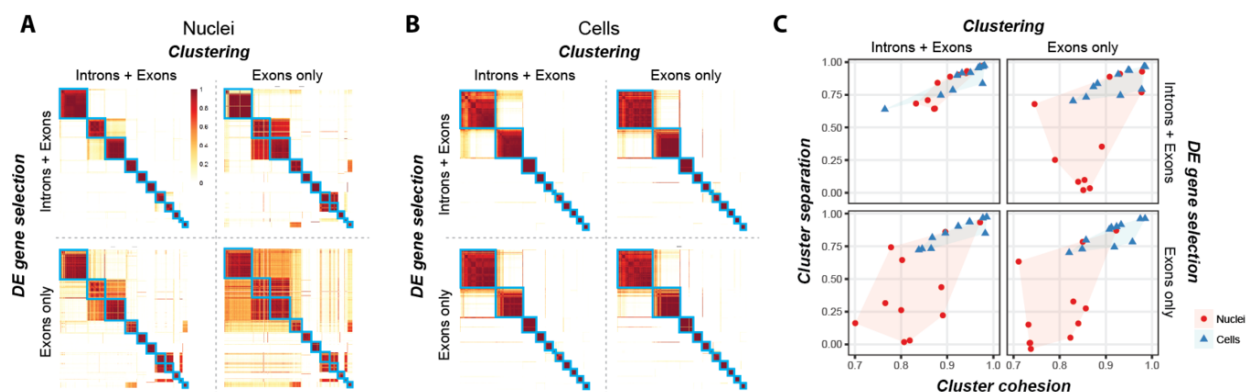 A
Nuclei
Clustering
Introns + Exons
Exons only
DE gene selection
Introns + Exons
Exons only
1
0.8
0.6
0.4
0.2
0
B
Cells
Clustering
Introns + Exons
Exons only
DE gene selection
Introns + Exons
Exons only
C
Clustering
Introns + Exons
Exons only
Cluster separation
1.00
0.75
0.50
0.25
0.00
1.00
0.75
0.50
0.25
0.00
Introns + Exons
Exons only
DE gene selection
0.7 0.8 0.9 1.0
0.7 0.8 0.9 1.0
Cluster cohesion
Nuclei
Cells